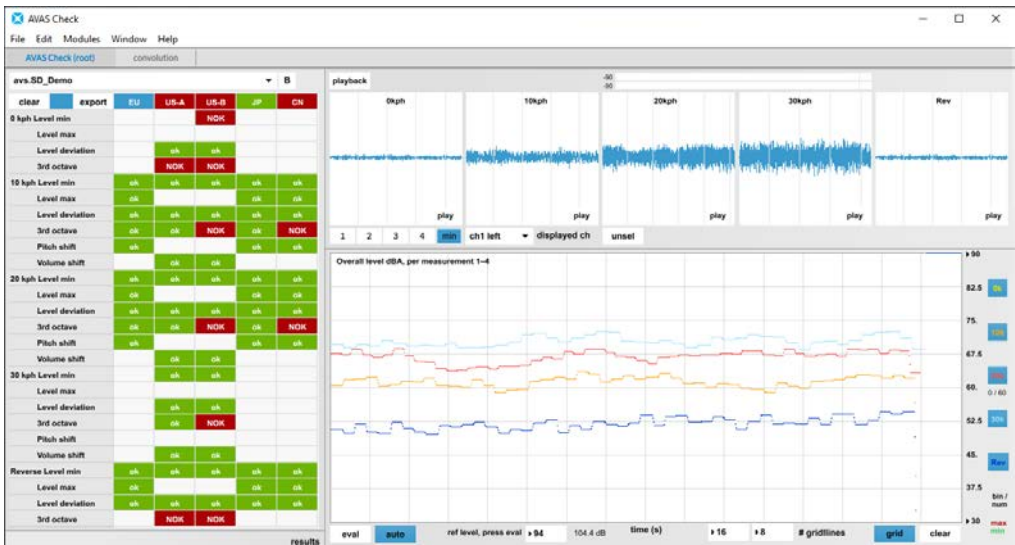 AVAS Check
File Edit Modules Window Help
AVAS Check (root) convolution
avs.SD_Demo B
clear export EU US-A US-B JP CN
0 kph Level min NOK
Level max
Level deviation ok ok
3rd octave NOK NOK
10 kph Level min ok ok ok ok ok
Level max ok ok ok
Level deviation ok ok ok ok ok
3rd octave ok ok NOK ok NOK
Pitch shift ok ok ok
Volume shift ok ok
20 kph Level min ok ok ok ok ok
Level max ok ok ok
Level deviation ok ok ok ok ok
3rd octave ok ok NOK ok NOK
Pitch shift ok ok ok
Volume shift ok ok
30 kph Level min ok ok
Level max
Level deviation ok ok
3rd octave ok NOK
Pitch shift
Volume shift ok ok
Reverse Level min ok ok ok ok ok
Level max ok ok ok
Level deviation ok ok ok ok ok
3rd octave NOK NOK
results
playback
-90
-90
0kph 10kph 20kph 30kph Rev
play play play play play
1 2 3 4 min ch1 left displayed ch unsel
Overall level dBA, per measurement 1–4
90
82.5
75.
67.5
60.
0 / 60
52.5
30k
45.
Rev
37.5
bin /
num
30
max
min
eval auto ref level, press eval 94 104.4 dB time (s) 16 8 # gridllines grid clear